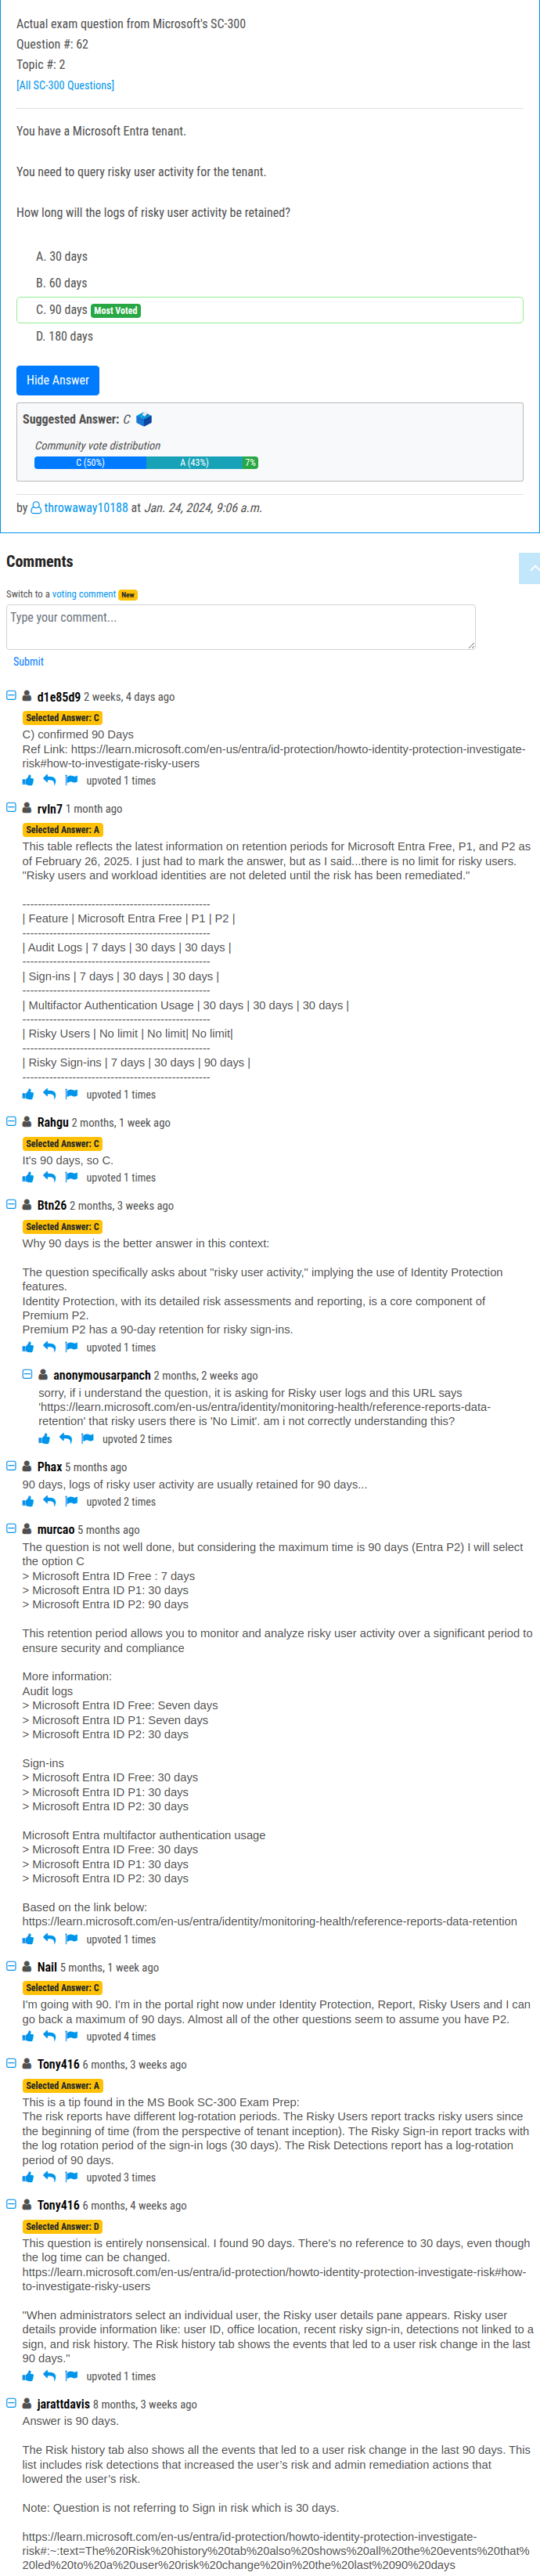 Actual exam question from Microsoft's SC-300
Question #: 62
Topic #: 2
[All SC-300 Questions]
You have a Microsoft Entra tenant.
You need to query risky user activity for the tenant.
How long will the logs of risky user activity be retained?
A. 30 days
B. 60 days
C. 90 days Most Voted
D. 180 days
Hide Answer
Suggested Answer: C
Community vote distribution
C (50%) A (43%) 7%
by throwaway10188 at Jan. 24, 2024, 9:06 a.m.
Comments
Switch to a voting comment New
Type your comment...
Submit
d1e85d9 2 weeks, 4 days ago
Selected Answer: C
C) confirmed 90 Days
Ref Link: https://learn.microsoft.com/en-us/entra/id-protection/howto-identity-protection-investigate-
risk#how-to-investigate-risky-users
upvoted 1 times
rvln7 1 month ago
Selected Answer: A
This table reflects the latest information on retention periods for Microsoft Entra Free, P1, and P2 as
of February 26, 2025. I just had to mark the answer, but as I said...there is no limit for risky users.
"Risky users and workload identities are not deleted until the risk has been remediated."
--------------------------------------------------
| Feature | Microsoft Entra Free | P1 | P2 |
--------------------------------------------------
| Audit Logs | 7 days | 30 days | 30 days |
--------------------------------------------------
| Sign-ins | 7 days | 30 days | 30 days |
--------------------------------------------------
| Multifactor Authentication Usage | 30 days | 30 days | 30 days |
--------------------------------------------------
| Risky Users | No limit | No limit| No limit|
--------------------------------------------------
| Risky Sign-ins | 7 days | 30 days | 90 days |
--------------------------------------------------
upvoted 1 times
Rahgu 2 months, 1 week ago
Selected Answer: C
It's 90 days, so C.
upvoted 1 times
Btn26 2 months, 3 weeks ago
Selected Answer: C
Why 90 days is the better answer in this context:
The question specifically asks about "risky user activity," implying the use of Identity Protection
features.
Identity Protection, with its detailed risk assessments and reporting, is a core component of
Premium P2.
Premium P2 has a 90-day retention for risky sign-ins.
upvoted 1 times
anonymousarpanch 2 months, 2 weeks ago
sorry, if i understand the question, it is asking for Risky user logs and this URL says
'https://learn.microsoft.com/en-us/entra/identity/monitoring-health/reference-reports-data-
retention' that risky users there is 'No Limit'. am i not correctly understanding this?
upvoted 2 times
Phax 5 months ago
90 days, logs of risky user activity are usually retained for 90 days...
upvoted 2 times
murcao 5 months ago
The question is not well done, but considering the maximum time is 90 days (Entra P2) I will select
the option C
> Microsoft Entra ID Free : 7 days
> Microsoft Entra ID P1: 30 days
> Microsoft Entra ID P2: 90 days
This retention period allows you to monitor and analyze risky user activity over a significant period to
ensure security and compliance
More information:
Audit logs
> Microsoft Entra ID Free: Seven days
> Microsoft Entra ID P1: Seven days
> Microsoft Entra ID P2: 30 days
Sign-ins
> Microsoft Entra ID Free: 30 days
> Microsoft Entra ID P1: 30 days
> Microsoft Entra ID P2: 30 days
Microsoft Entra multifactor authentication usage
> Microsoft Entra ID Free: 30 days
> Microsoft Entra ID P1: 30 days
> Microsoft Entra ID P2: 30 days
Based on the link below:
https://learn.microsoft.com/en-us/entra/identity/monitoring-health/reference-reports-data-retention
upvoted 1 times
Nail 5 months, 1 week ago
Selected Answer: C
I'm going with 90. I'm in the portal right now under Identity Protection, Report, Risky Users and I can
go back a maximum of 90 days. Almost all of the other questions seem to assume you have P2.
upvoted 4 times
Tony416 6 months, 3 weeks ago
Selected Answer: A
This is a tip found in the MS Book SC-300 Exam Prep:
The risk reports have different log-rotation periods. The Risky Users report tracks risky users since
the beginning of time (from the perspective of tenant inception). The Risky Sign-in report tracks with
the log rotation period of the sign-in logs (30 days). The Risk Detections report has a log-rotation
period of 90 days.
upvoted 3 times
Tony416 6 months, 4 weeks ago
Selected Answer: D
This question is entirely nonsensical. I found 90 days. There's no reference to 30 days, even though
the log time can be changed.
https://learn.microsoft.com/en-us/entra/id-protection/howto-identity-protection-investigate-risk#how-
to-investigate-risky-users
"When administrators select an individual user, the Risky user details pane appears. Risky user
details provide information like: user ID, office location, recent risky sign-in, detections not linked to a
sign, and risk history. The Risk history tab shows the events that led to a user risk change in the last
90 days."
upvoted 1 times
jarattdavis 8 months, 3 weeks ago
Answer is 90 days.
The Risk history tab also shows all the events that led to a user risk change in the last 90 days. This
list includes risk detections that increased the user's risk and admin remediation actions that
lowered the user's risk.
Note: Question is not referring to Sign in risk which is 30 days.
https://learn.microsoft.com/en-us/entra/id-protection/howto-identity-protection-investigate-
risk#:~:text=The%20Risk%20history%20tab%20also%20shows%20all%20the%20events%20that%
20led%20to%20a%20user%20risk%20change%20in%20the%20last%2090%20days